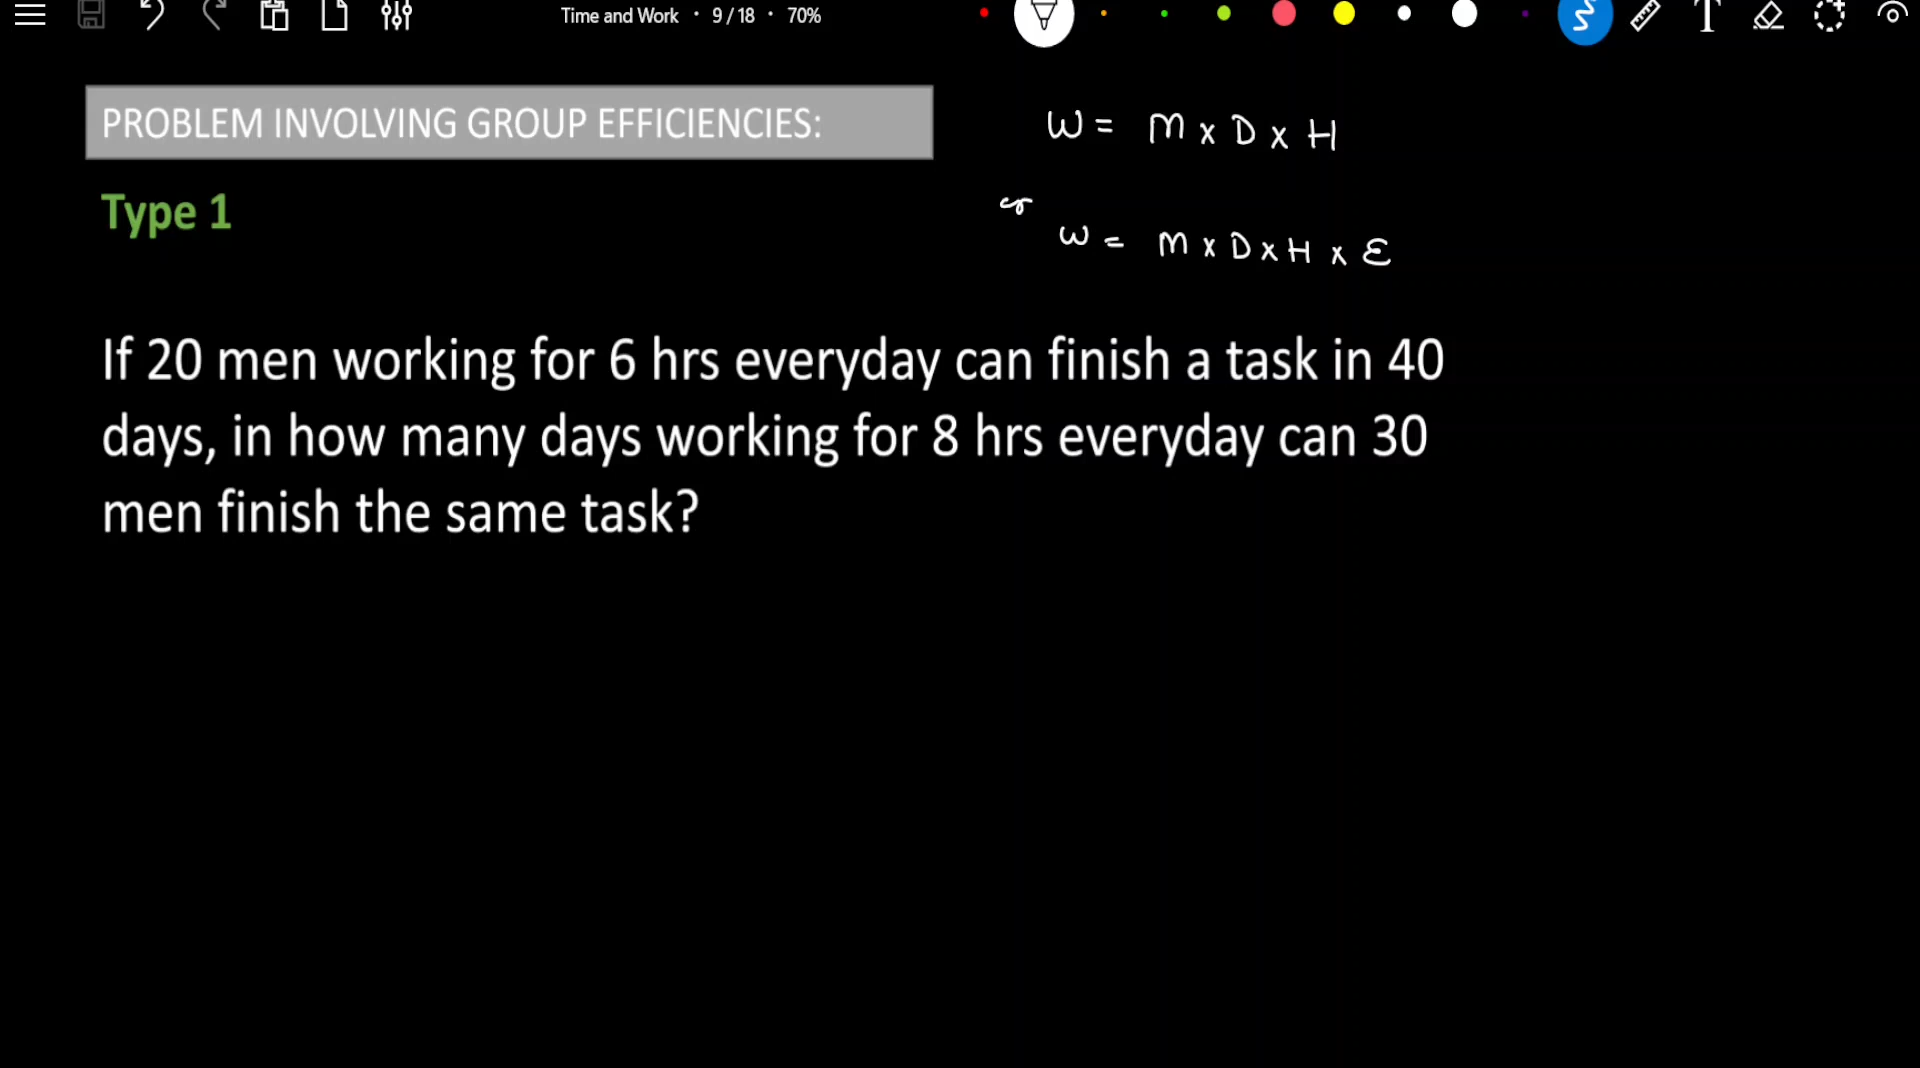 Time and Work · 9 / 18 · 70%
T
PROBLEM INVOLVING GROUP EFFICIENCIES:
W = M x D x H
Type 1
or
W = M x D x H x E
If 20 men working for 6 hrs everyday can finish a task in 40
days, in how many days working for 8 hrs everyday can 30
men finish the same task?